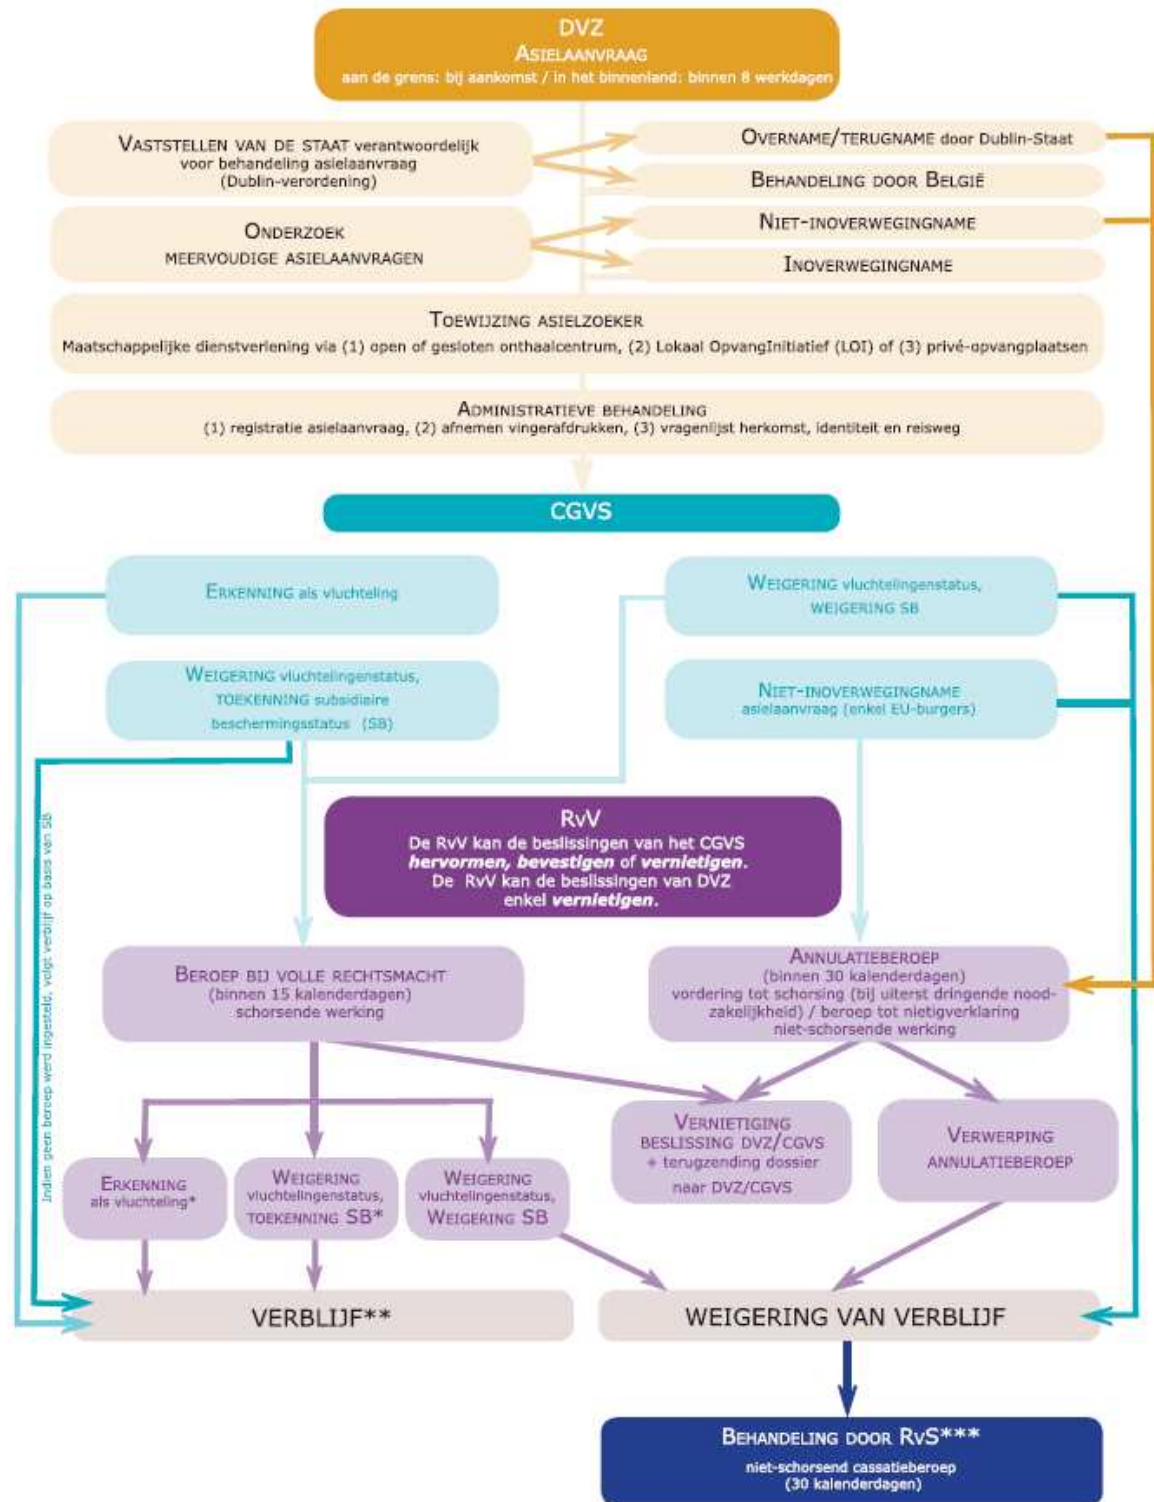 DVZ
ASIELAANVRAAG
aan de grens: bij aankomst / in het binnenland: binnen 8 werkdagen
VASTSTELLEN VAN DE STAAT verantwoordelijk
voor behandeling asielaanvraag
(Dublin-verordening)
OVERNAME/TERUGNAME door Dublin-Staat
BEHANDELING DOOR BELGIË
ONDERZOEK
MEERVOUDIGE ASIELAANVRAGEN
NIET-INOVERWEGINGNAME
INOVERWEGINGNAME
TOEWIJZING ASIELZOEKER
Maatschappelijke dienstverlening via (1) open of gesloten onthaalcentrum, (2) Lokaal OpvangInitiatief (LOI) of (3) privé-opvangplaatsen
ADMINISTRATIEVE BEHANDELING
(1) registratie asielaanvraag, (2) afnemen vingerafdrukken, (3) vragenlijst herkomst, identiteit en reisweg
CGVS
ERKENNING als vluchteling
WEIGERING vluchtelingenstatus,
WEIGERING SB
WEIGERING vluchtelingenstatus,
TOEKENNING subsidiaire
beschermingsstatus (SB)
NIET-INOVERWEGINGNAME
asielaanvraag (enkel EU-burgers)
Indien geen beroep werd ingesteld, volgt verblijf op basis van SB
RvV
De RvV kan de beslissingen van het CGVS
hervormen, bevestigen of vernietigen.
De RvV kan de beslissingen van DVZ
enkel vernietigen.
BEROEP BIJ VOLLE RECHTSMACHT
(binnen 15 kalenderdagen)
schorsende werking
ANNULATIEBEROEP
(binnen 30 kalenderdagen)
vordering tot schorsing (bij uiterst dringende nood-
zakelijkheid) / beroep tot nietigverklaring
niet-schorsende werking
VERNIETIGING
BESLISSING DVZ/CGVS
+ terugzending dossier
naar DVZ/CGVS
VERWERPING
ANNULATIEBEROEP
ERKENNING
als vluchteling*
WEIGERING
vluchtelingenstatus,
TOEKENNING SB*
WEIGERING
vluchtelingenstatus,
WEIGERING SB
VERBLIJF**
WEIGERING VAN VERBLIJF
BEHANDELING DOOR RvS***
niet-schorsend cassatieberoep
(30 kalenderdagen)